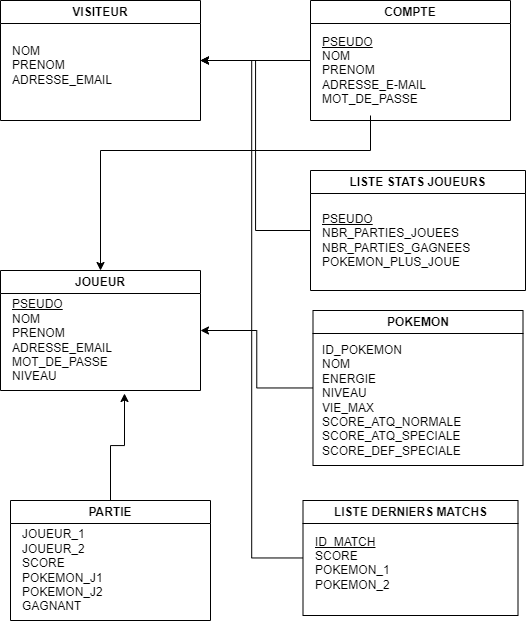 VISITEUR
NOM
PRENOM
ADRESSE_EMAIL
COMPTE
PSEUDO
NOM
PRENOM
ADRESSE_E-MAIL
MOT_DE_PASSE
LISTE STATS JOUEURS
PSEUDO
NBR_PARTIES_JOUEES
NBR_PARTIES_GAGNEES
POKEMON_PLUS_JOUE
JOUEUR
PSEUDO
NOM
PRENOM
ADRESSE_EMAIL
MOT_DE_PASSE
NIVEAU
POKEMON
ID_POKEMON
NOM
ENERGIE
NIVEAU
VIE_MAX
SCORE_ATQ_NORMALE
SCORE_ATQ_SPECIALE
SCORE_DEF_SPECIALE
PARTIE
JOUEUR_1
JOUEUR_2
SCORE
POKEMON_J1
POKEMON_J2
GAGNANT
LISTE DERNIERS MATCHS
ID_MATCH
SCORE
POKEMON_1
POKEMON_2